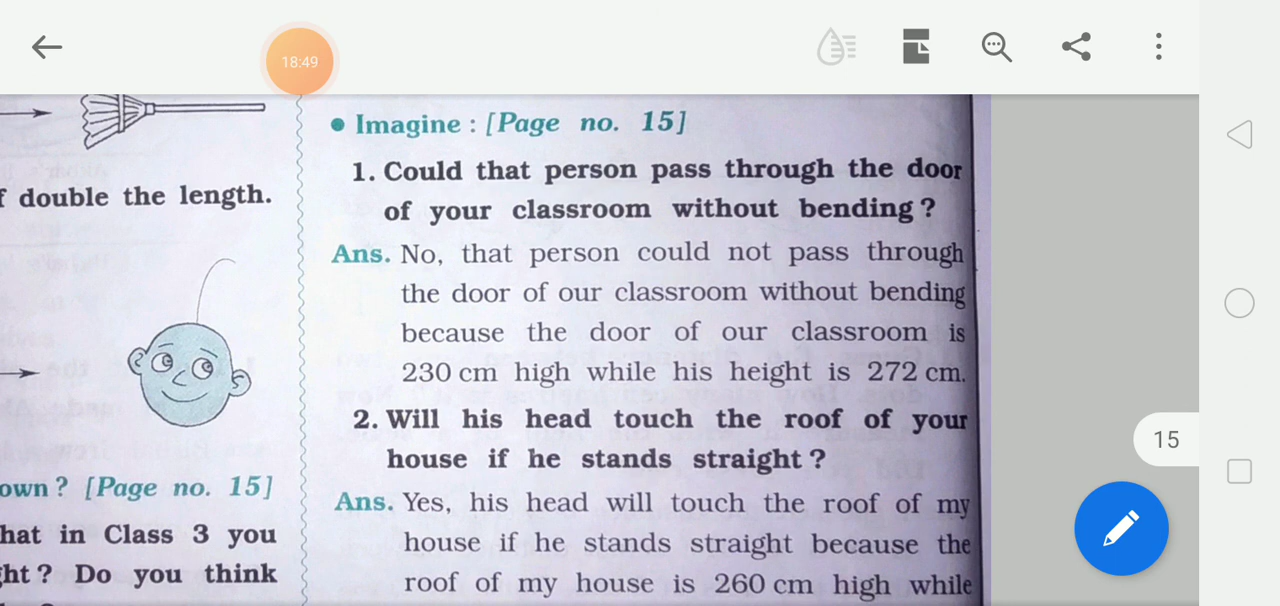 18:49
f double the length.
own ? [Page no. 15]
hat in Class 3 you
ht ? Do you think
• Imagine : [Page no. 15]
1. Could that person pass through the door
of your classroom without bending ?
Ans. No, that person could not pass through
the door of our classroom without bending
because the door of our classroom is
230 cm high while his height is 272 cm.
2. Will his head touch the roof of your
house if he stands straight ?
Ans. Yes, his head will touch the roof of my
house if he stands straight because the
roof of my house is 260 cm high while
15